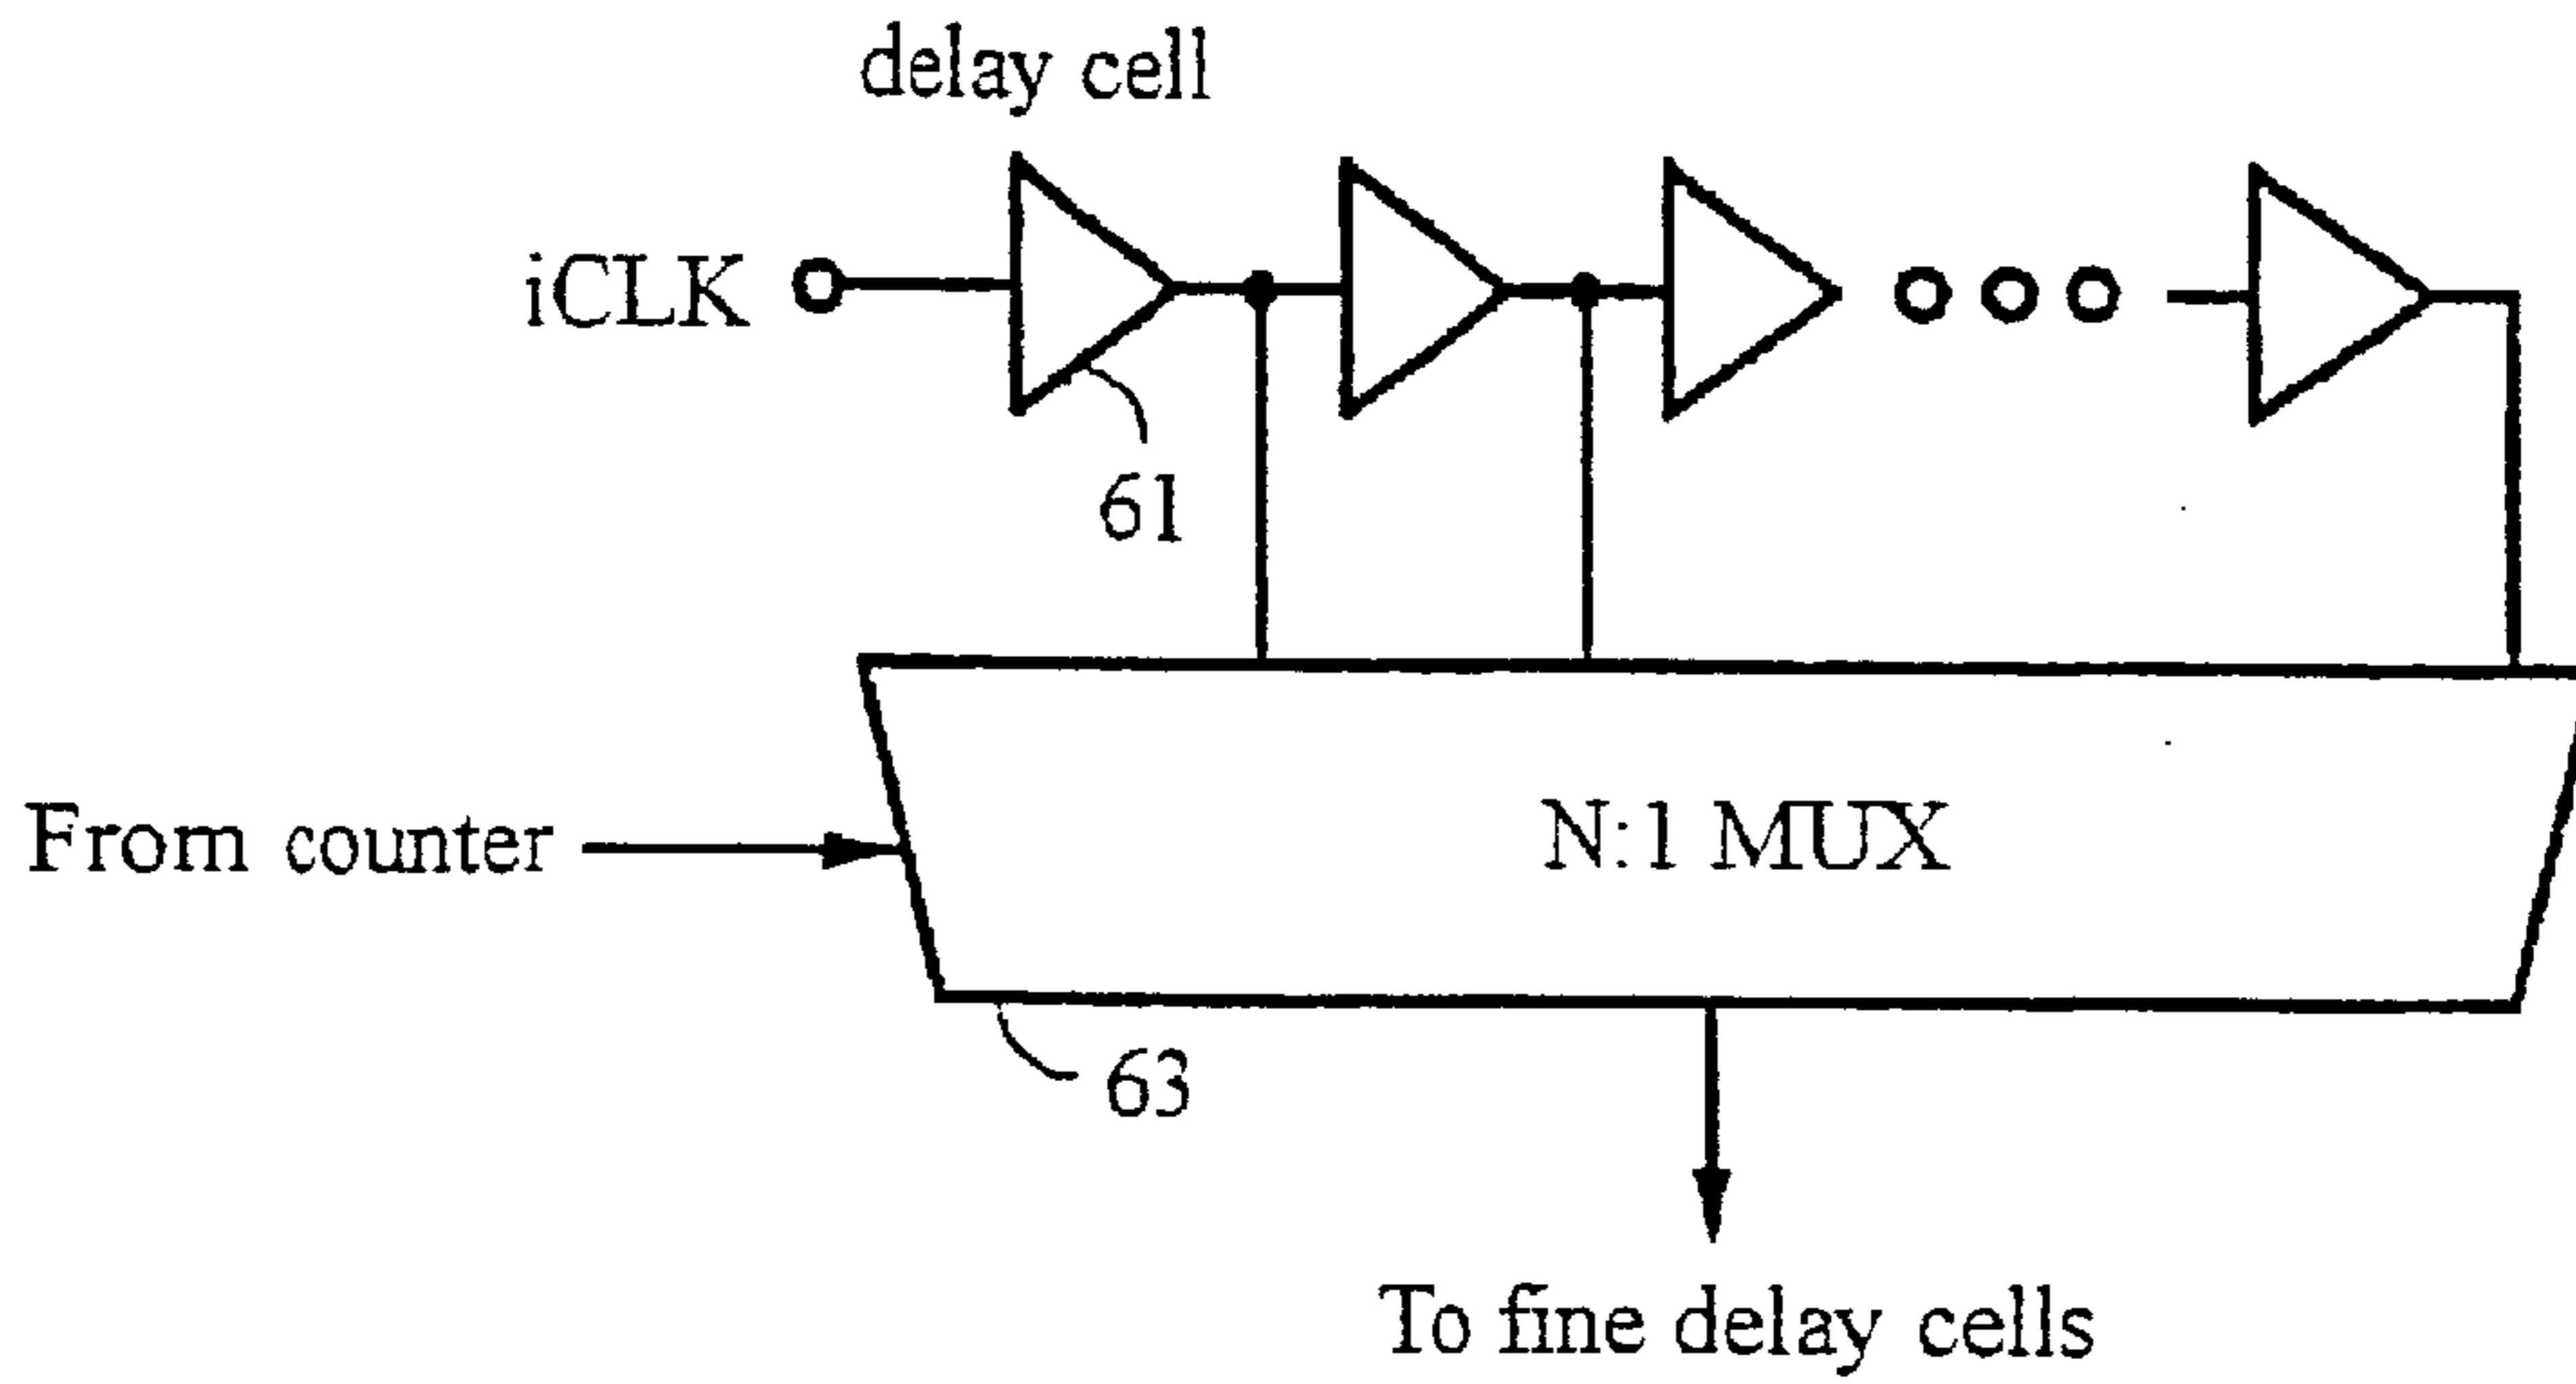 delay cell
iCLK
61
From counter
N:1 MUX
63
To fine delay cells